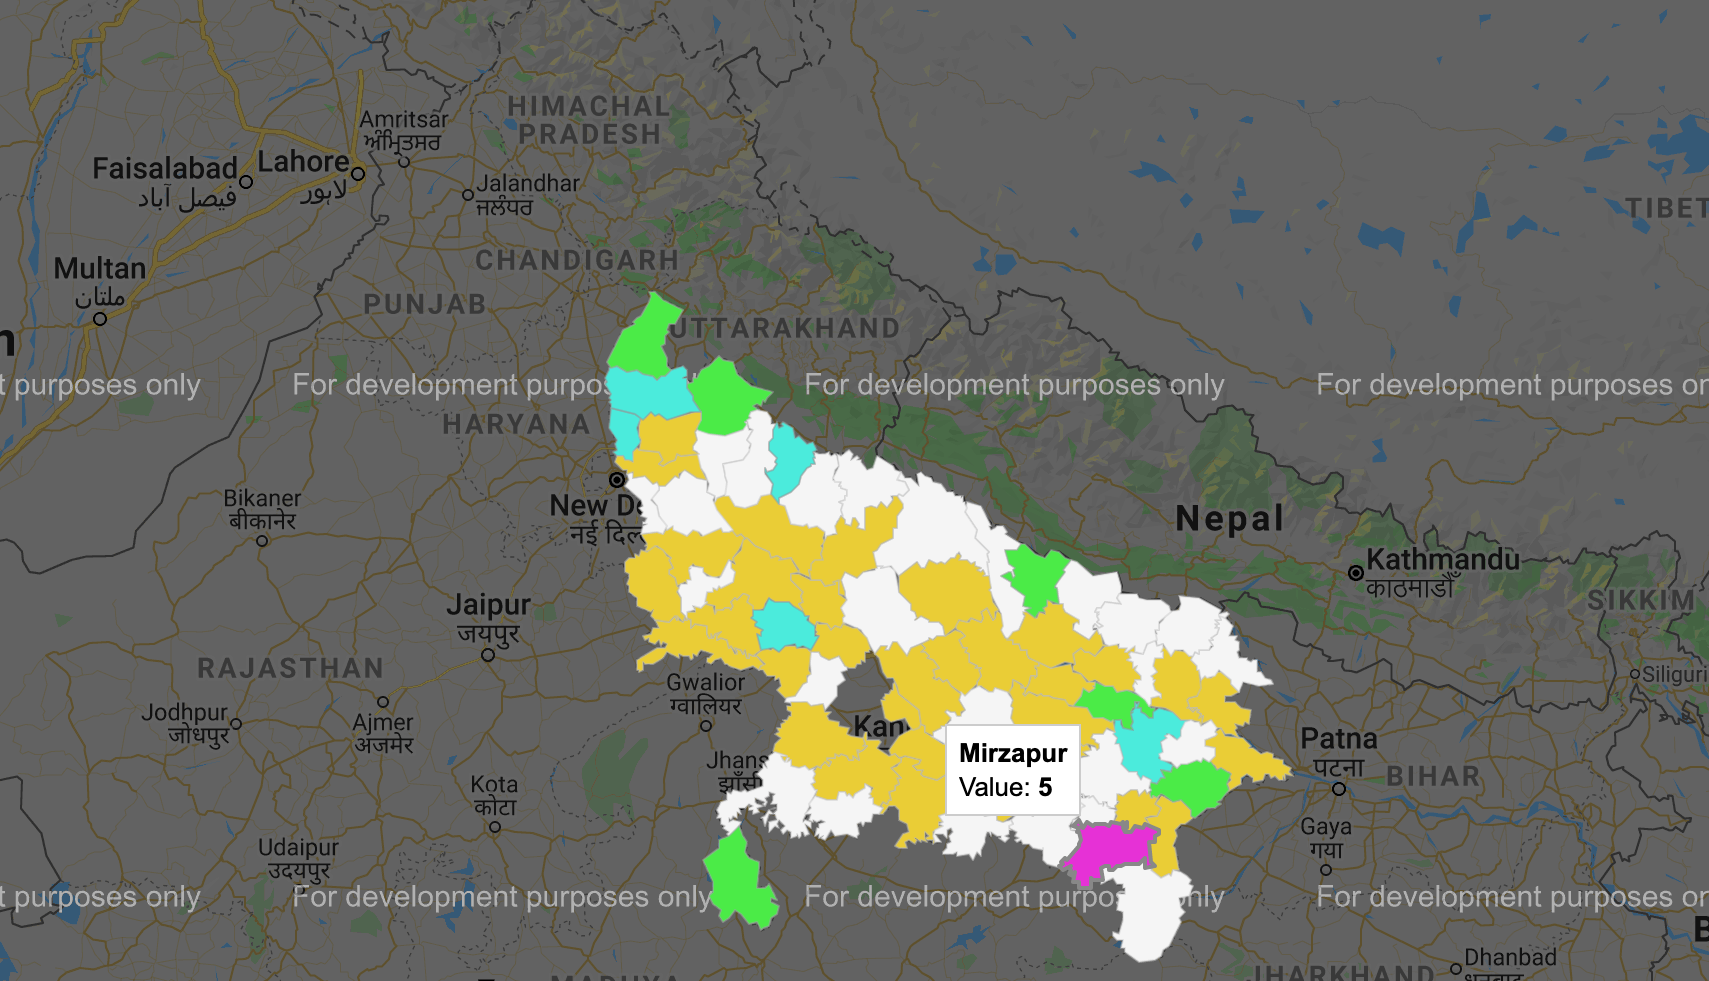 HIMACHAL
PRADESH
Amritsar
ਅੰਮ੍ਰਿਤਸਰ
Faisalabad
فیصل آباد
Lahore
لاہور
Jalandhar
ਜਲੰਧਰ
TIBET
CHANDIGARH
Multan
ملتان
PUNJAB
UTTARAKHAND
t purposes only
For development purpos
For development purposes only
For development purposes on
HARYANA
Bikaner
बीकानेर
New De
नई दिल्ल
Nepal
Kathmandu
काठमाडौँ
SIKKIM
Jaipur
जयपुर
RAJASTHAN
Siliguri
Gwalior
ग्वालियर
Jodhpur
जोधपुर
Ajmer
अजमेर
Kan
Mirzapur
Value: 5
Jhans
झाँसी
Patna
पटना
BIHAR
Kota
कोटा
Gaya
गया
Udaipur
उदयपुर
t purposes only
For development purposes only
For development purpos
only
For development purposes on
B
Dhanbad
JHARKHAND